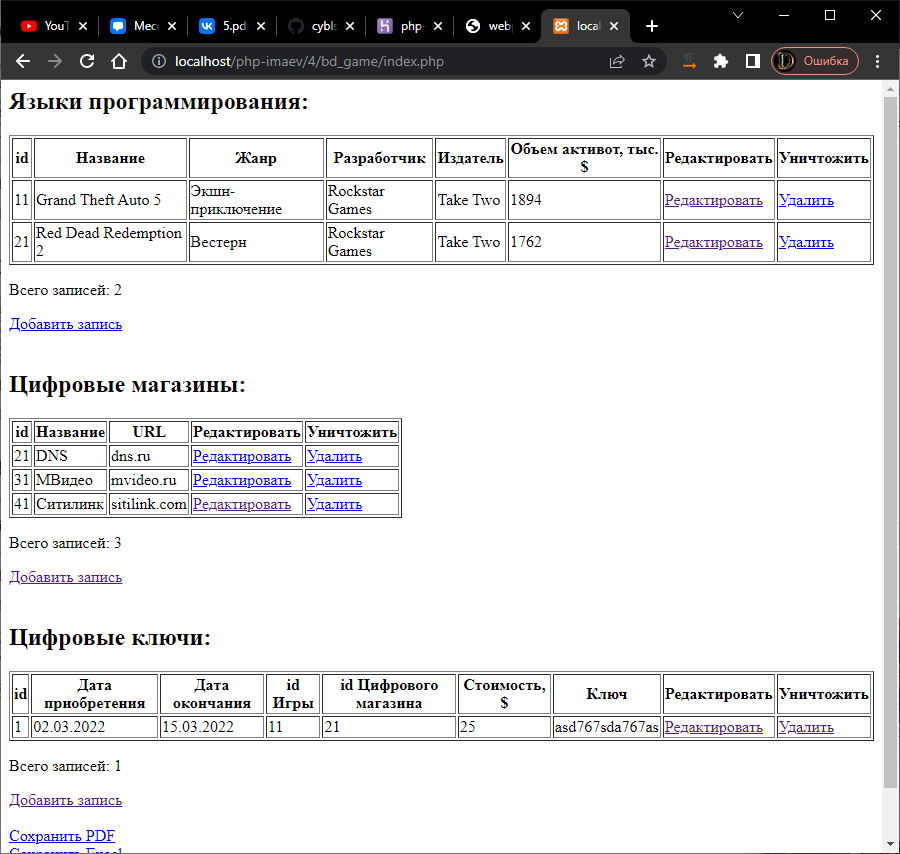 YouT
Мес
5.pdf
cybls
php-
web
local
localhost/php-imaev/4/bd_game/index.php
Ошибка
Языки программирования:
id Название Жанр Разработчик Издатель Объем активот, тыс. $ Редактировать Уничтожить
11 Grand Theft Auto 5 Экшн-приключение Rockstar Games Take Two 1894 Редактировать Удалить
21 Red Dead Redemption 2 Вестерн Rockstar Games Take Two 1762 Редактировать Удалить
Всего записей: 2
Добавить запись
Цифровые магазины:
id Название URL Редактировать Уничтожить
21 DNS dns.ru Редактировать Удалить
31 МВидео mvideo.ru Редактировать Удалить
41 Ситилинк sitilink.com Редактировать Удалить
Всего записей: 3
Добавить запись
Цифровые ключи:
id Дата приобретения Дата окончания id Игры id Цифрового магазина Стоимость, $ Ключ Редактировать Уничтожить
1 02.03.2022 15.03.2022 11 21 25 asd767sda767as Редактировать Удалить
Всего записей: 1
Добавить запись
Сохранить PDF
Сохранить Excel